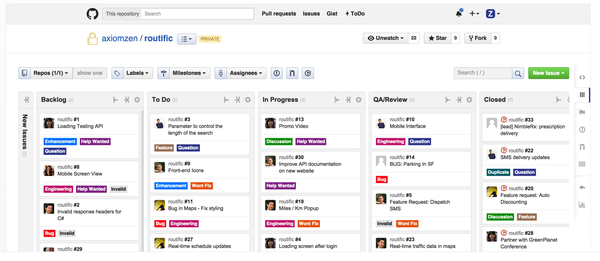 This repository Search Pull requests Issues Gist ToDo
axiomzen / routific PRIVATE Unwatch 22 Star 0 Fork 0
Repos (1/1) show one Labels Milestones Assignees Search ( / ) New Issue
New Issues
Backlog
routific #1
Loading Testing API
Enhancement Help Wanted
Question
routific #8
Mobile Screen View
Engineering Help Wanted Invalid
routific #2
Invalid response headers for
C#
Bug Invalid
routific #29
To Do
routific #3
Parameter to control the
length of the search
Feature Question
routific #9
Front-end Icons
Enhancement Wont Fix
routific #11
Bug in Maps - Fix styling
Bug Engineering
routific #27
Real-time schedule updates
In Progress
routific #13
Promo Video
Discussion Help Wanted
routific #30
Improve API documentation
on new website
Help Wanted
routific #19
Miles / Km Popup
Engineering Wont Fix
routific #4
Loading screen after login
QA/Review
routific #10
Mobile Interface
Engineering Question
routific #14
BUG: Parking In SF
Bug
routific #5
Feature Request: Dispatch
SMS
Invalid Wont Fix
routific #23
Real-time traffic data in maps
Closed
routific #33
[lead] NimbleRx: prescription
delivery
routific #22
SMS delivery updates
Duplicate Question
routific #20
Feature request: Auto
Discounting
Discussion Feature
routific #28
Partner with GreenPlanet
Conference